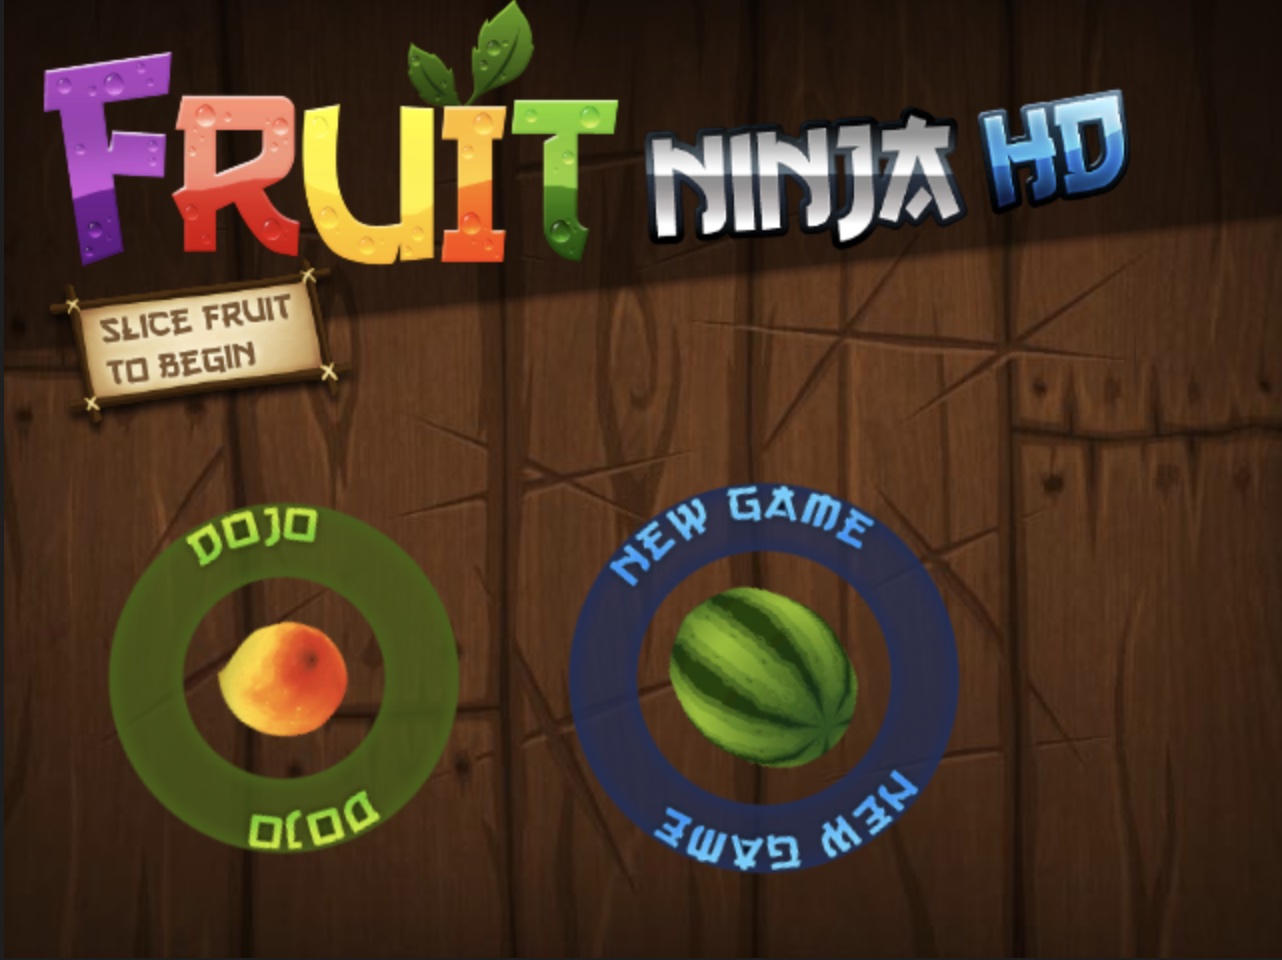 FRUIT NINJA HD
SLICE FRUIT
TO BEGIN
DOJO
DOJO
NEW GAME
NEW GAME